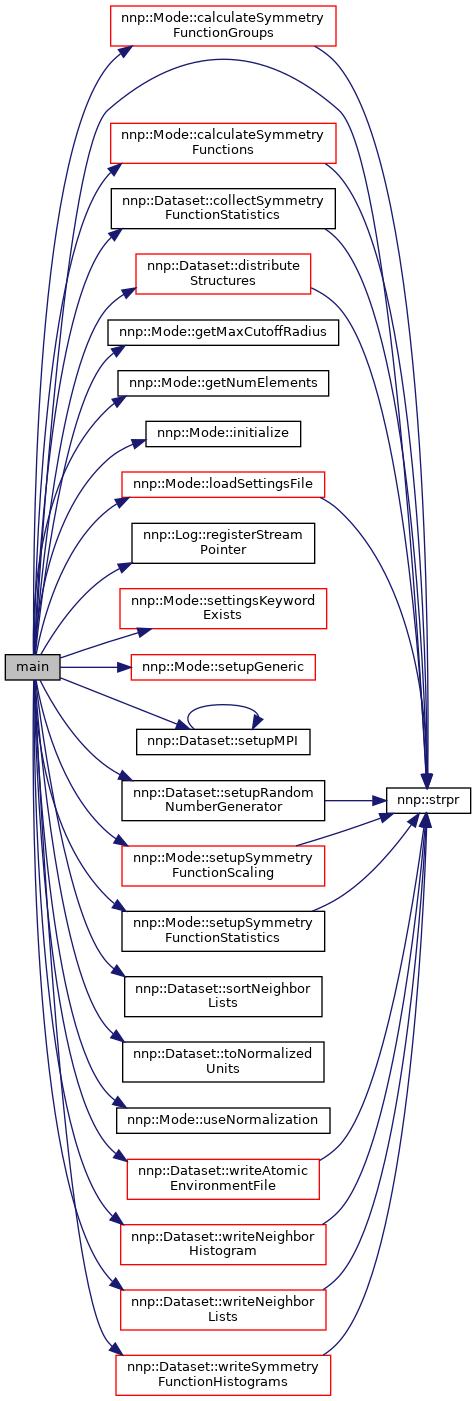 nnp::Mode::calculateSymmetry
FunctionGroups
nnp::Mode::calculateSymmetry
Functions
nnp::Dataset::collectSymmetry
FunctionStatistics
nnp::Dataset::distribute
Structures
nnp::Mode::getMaxCutoffRadius
nnp::Mode::getNumElements
nnp::Mode::initialize
nnp::Mode::loadSettingsFile
nnp::Log::registerStream
Pointer
nnp::Mode::settingsKeyword
Exists
main
nnp::Mode::setupGeneric
nnp::Dataset::setupMPI
nnp::Dataset::setupRandom
NumberGenerator
nnp::strpr
nnp::Mode::setupSymmetry
FunctionScaling
nnp::Mode::setupSymmetry
FunctionStatistics
nnp::Dataset::sortNeighbor
Lists
nnp::Dataset::toNormalized
Units
nnp::Mode::useNormalization
nnp::Dataset::writeAtomic
EnvironmentFile
nnp::Dataset::writeNeighbor
Histogram
nnp::Dataset::writeNeighbor
Lists
nnp::Dataset::writeSymmetry
FunctionHistograms